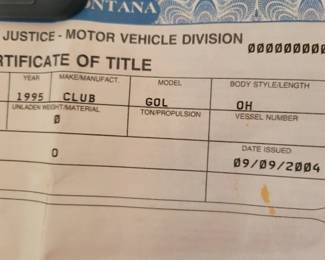 ONTANA
JUSTICE - MOTOR VEHICLE DIVISION 000000000
RTIFICATE OF TITLE
YEAR MAKE/MANUFACT. MODEL BODY STYLE/LENGTH
1995 CLUB GOL OH
UNLADEN WEIGHT/MATERIAL TON/PROPULSION VESSEL NUMBER
0
0 DATE ISSUED
09/09/2004